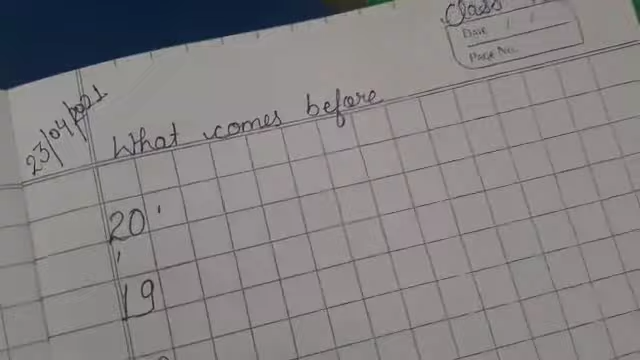 Class
Date / /
Page No.
23/04/2021
What comes before
20
19